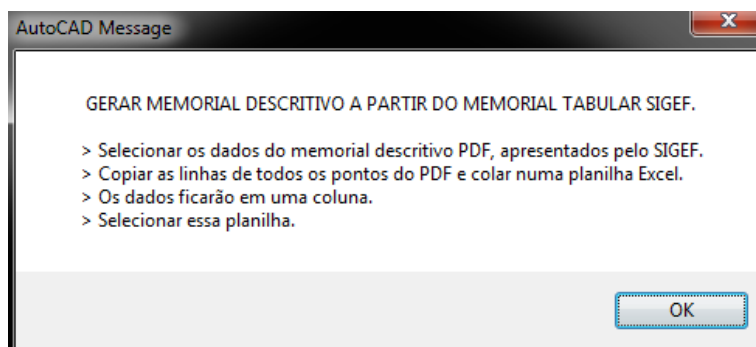 AutoCAD Message
GERAR MEMORIAL DESCRITIVO A PARTIR DO MEMORIAL TABULAR SIGEF.
> Selecionar os dados do memorial descritivo PDF, apresentados pelo SIGEF.
> Copiar as linhas de todos os pontos do PDF e colar numa planilha Excel.
> Os dados ficarão em uma coluna.
> Selecionar essa planilha.
OK